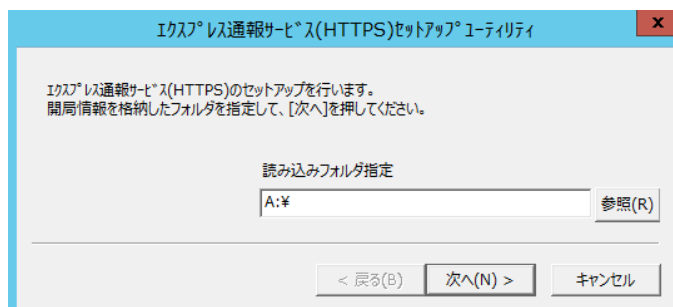 ｴｸｽﾌﾟﾚｽ通報ｻｰﾋﾞｽ(HTTPS)ｾｯﾄｱｯﾌﾟﾕｰﾃｨﾘﾃｨ
x
ｴｸｽﾌﾟﾚｽ通報ｻｰﾋﾞｽ(HTTPS)のセットアップを行います。
開局情報を格納したフォルダを指定して、[次へ]を押してください。
読み込みフォルダ指定
A:¥
参照(R)
< 戻る(B)
次へ(N) >
キャンセル